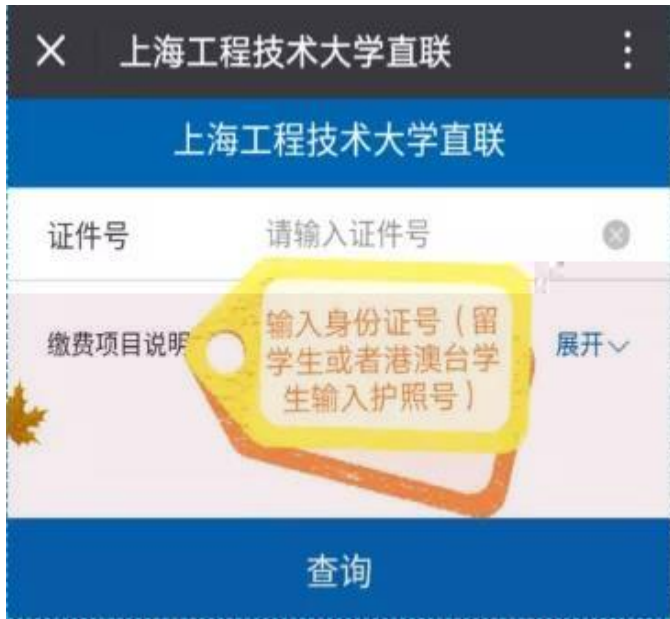 上海工程技术大学直联
上海工程技术大学直联
证件号 请输入证件号
缴费项目说明 展开
输入身份证号（留
学生或者港澳台学
生输入护照号）
查询